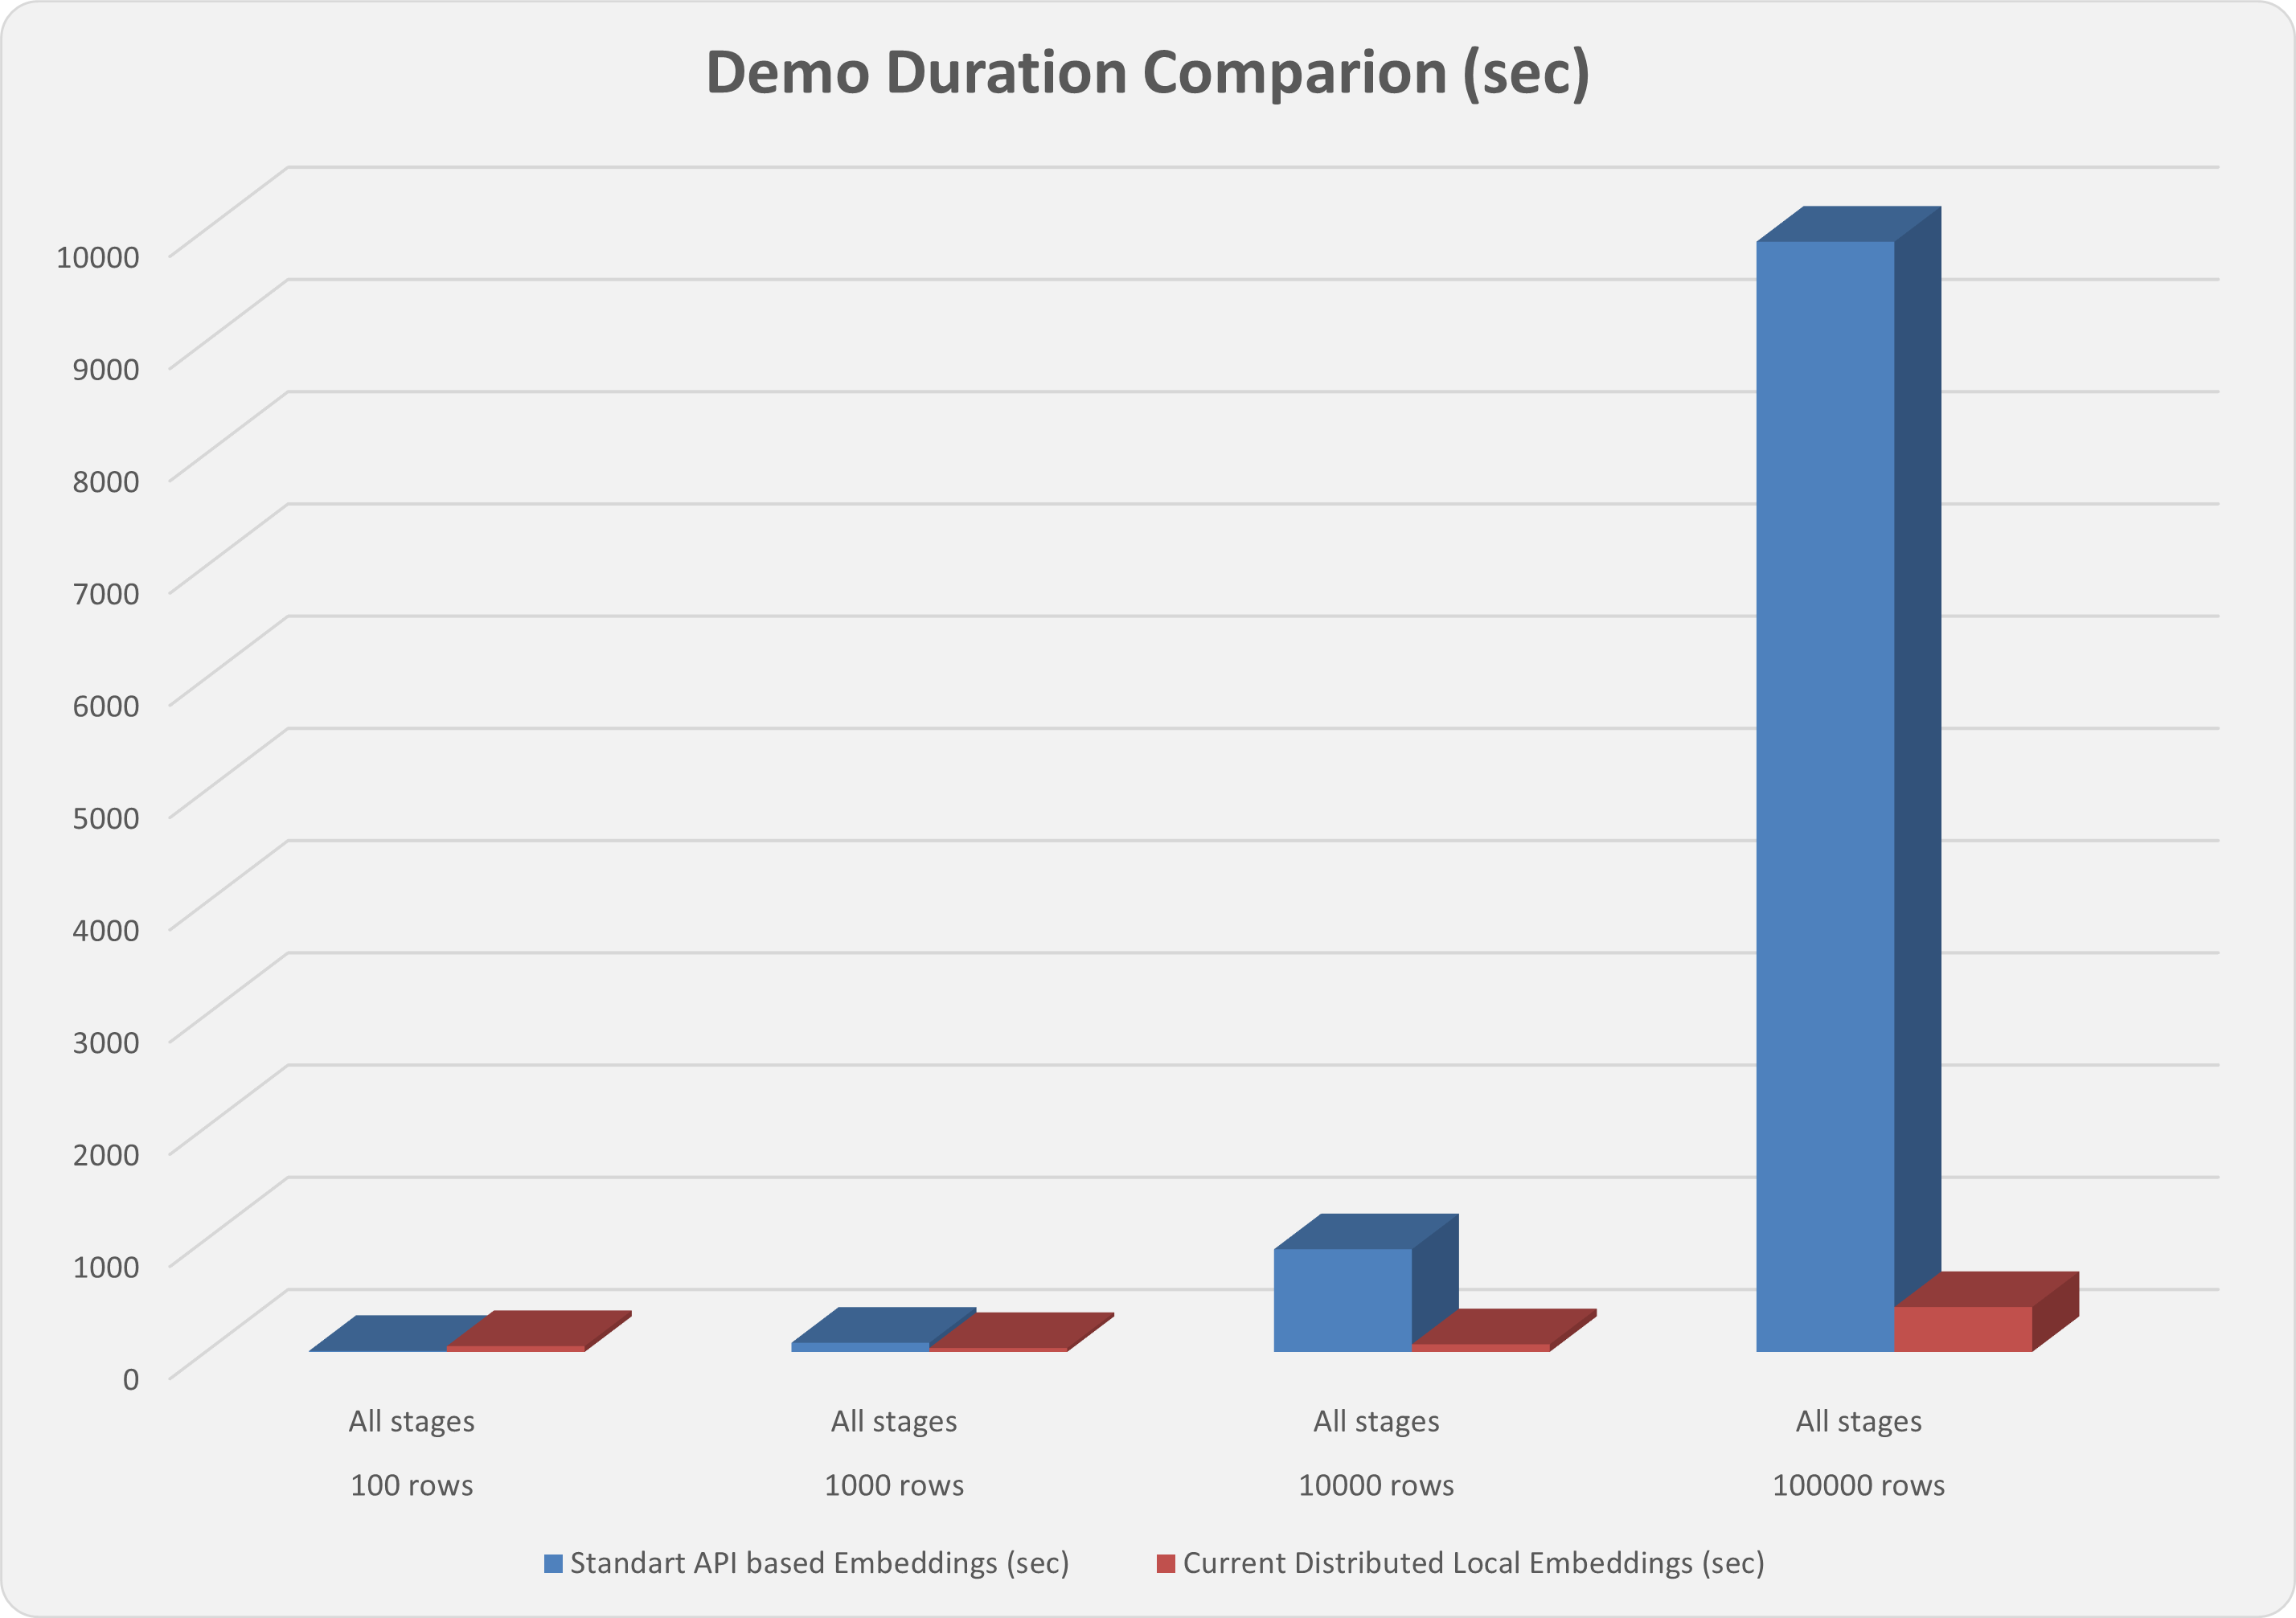 Demo Duration Comparion (sec)
10000
9000
8000
7000
6000
5000
4000
3000
2000
1000
0
All stages All stages All stages All stages
100 rows 1000 rows 10000 rows 100000 rows
Standart API based Embeddings (sec) Current Distributed Local Embeddings (sec)